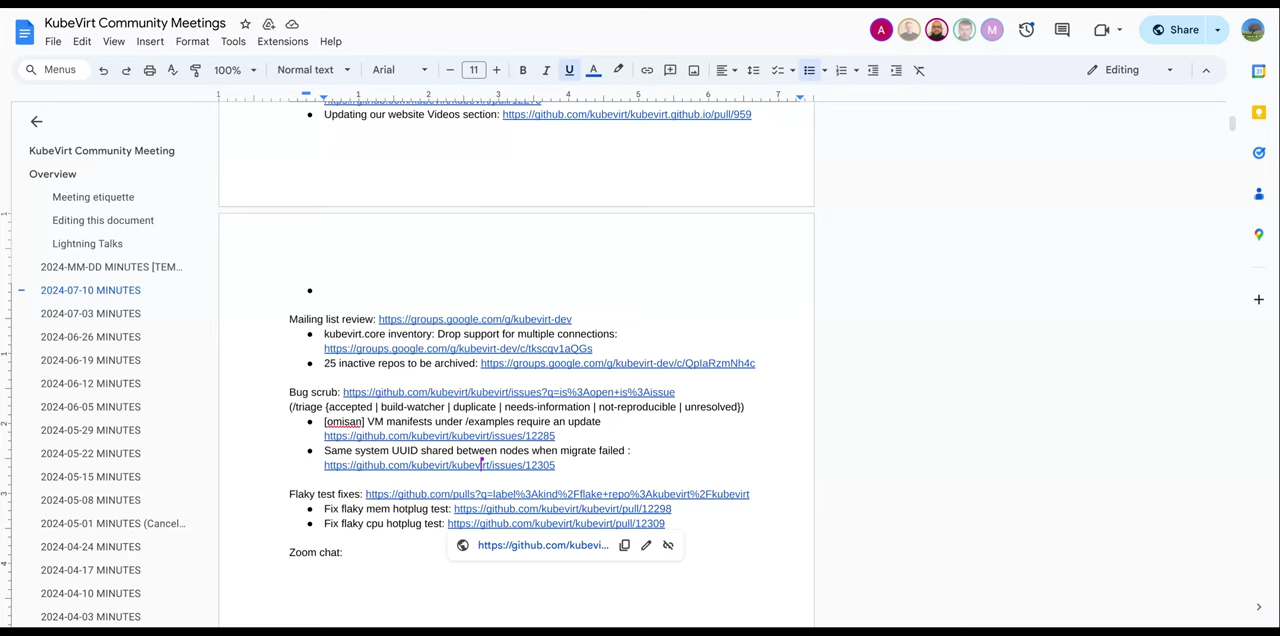 KubeVirt Community Meetings
File Edit View Insert Format Tools Extensions Help
A M Share
Menus 100% Normal text Arial 11 B I U A Editing
1 1 2 3 4 5 6 7
Updating our website Videos section: https://github.com/kubevirt/kubevirt.github.io/pull/959
KubeVirt Community Meeting
Overview
Meeting etiquette
Editing this document
Lightning Talks
2024-MM-DD MINUTES [TEM...
2024-07-10 MINUTES
2024-07-03 MINUTES
2024-06-26 MINUTES
2024-06-19 MINUTES
2024-06-12 MINUTES
2024-06-05 MINUTES
2024-05-29 MINUTES
2024-05-22 MINUTES
2024-05-15 MINUTES
2024-05-08 MINUTES
2024-05-01 MINUTES (Cancel...
2024-04-24 MINUTES
2024-04-17 MINUTES
2024-04-10 MINUTES
2024-04-03 MINUTES
Mailing list review: https://groups.google.com/g/kubevirt-dev
kubevirt.core inventory: Drop support for multiple connections:
https://groups.google.com/g/kubevirt-dev/c/tkscqv1aQGs
25 inactive repos to be archived: https://groups.google.com/g/kubevirt-dev/c/QpIaRzmNh4c
Bug scrub: https://github.com/kubevirt/kubevirt/issues?q=is%3Aopen+is%3Aissue
(/triage {accepted | build-watcher | duplicate | needs-information | not-reproducible | unresolved})
[omisan] VM manifests under /examples require an update
https://github.com/kubevirt/kubevirt/issues/12285
Same system UUID shared between nodes when migrate failed :
https://github.com/kubevirt/kubevirt/issues/12305
Flaky test fixes: https://github.com/pulls?q=label%3Akind%2Fflake+repo%3Akubevirt%2Fkubevirt
Fix flaky mem hotplug test: https://github.com/kubevirt/kubevirt/pull/12298
Fix flaky cpu hotplug test: https://github.com/kubevirt/kubevirt/pull/12309
https://github.com/kubevi...
Zoom chat: